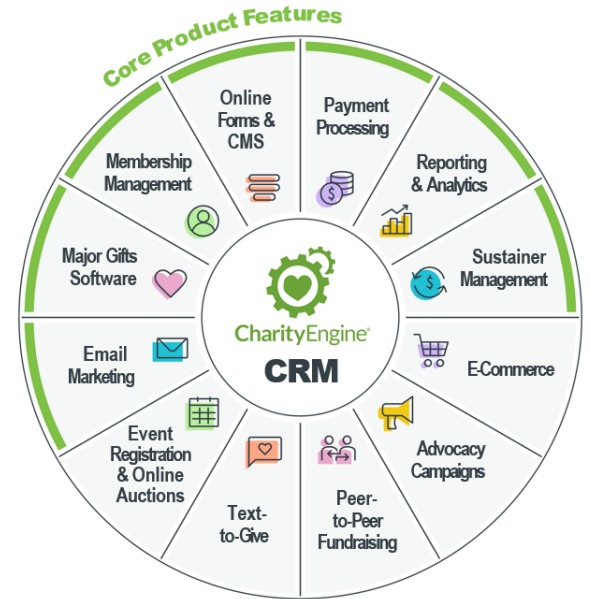 Core Product Features
Online
Forms &
CMS
Payment
Processing
Reporting
& Analytics
Sustainer
Management
E-Commerce
Advocacy
Campaigns
Peer-
to-Peer
Fundraising
Text-
to-Give
Event
Registration
& Online
Auctions
Email
Marketing
Major Gifts
Software
Membership
Management
CharityEngine®
CRM
$
$